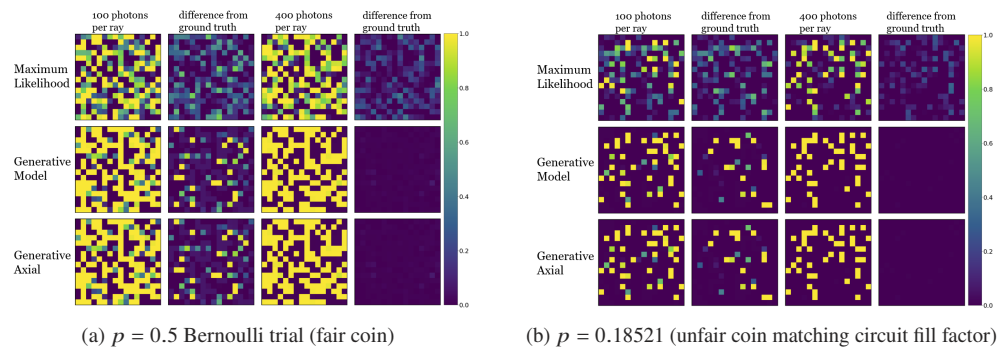 100 photons per ray
difference from ground truth
400 photons per ray
difference from ground truth
Maximum Likelihood
Generative Model
Generative Axial
1.0
0.8
0.6
0.4
0.2
0.0
(a) p = 0.5 Bernoulli trial (fair coin)
100 photons per ray
difference from ground truth
400 photons per ray
difference from ground truth
Maximum Likelihood
Generative Model
Generative Axial
1.0
0.8
0.6
0.4
0.2
0.0
(b) p = 0.18521 (unfair coin matching circuit fill factor)